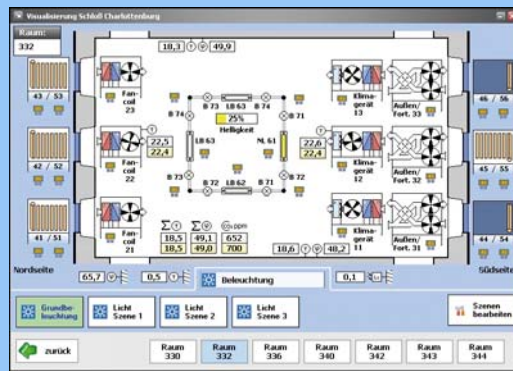 Visualisierung Schloß Charlottenburg
Raum:
332
18,3 49,9
43 / 53
Fan-
coil
23
B 73 LB 63 B 74
Klima-
gerät
13
Außen/
Fort. 33
46 / 56
B 74
25%
Helligkeit
B 71
42 / 52
Fan-
coil
22
22,5
22,4
LB 63
NL 61
22,6
22,4
Klima-
gerät
12
Außen/
Fort. 32
45 / 55
B 73
B 72 LB 62 B 71
B 72
41 / 51
Fan-
coil
21
Σ Σ CO₂ ppm
18,5 49,1 652
18,5 49,0 700
18,6 48,2
Klima-
gerät
11
Außen/
Fort. 31
44 / 54
Nordseite
Südseite
65,7 0,5 Beleuchtung 0,1
Grundbe-
leuchtung
Licht
Szene 1
Licht
Szene 2
Licht
Szene 3
Szenen
bearbeiten
zurück
Raum
330
Raum
332
Raum
336
Raum
340
Raum
342
Raum
343
Raum
344